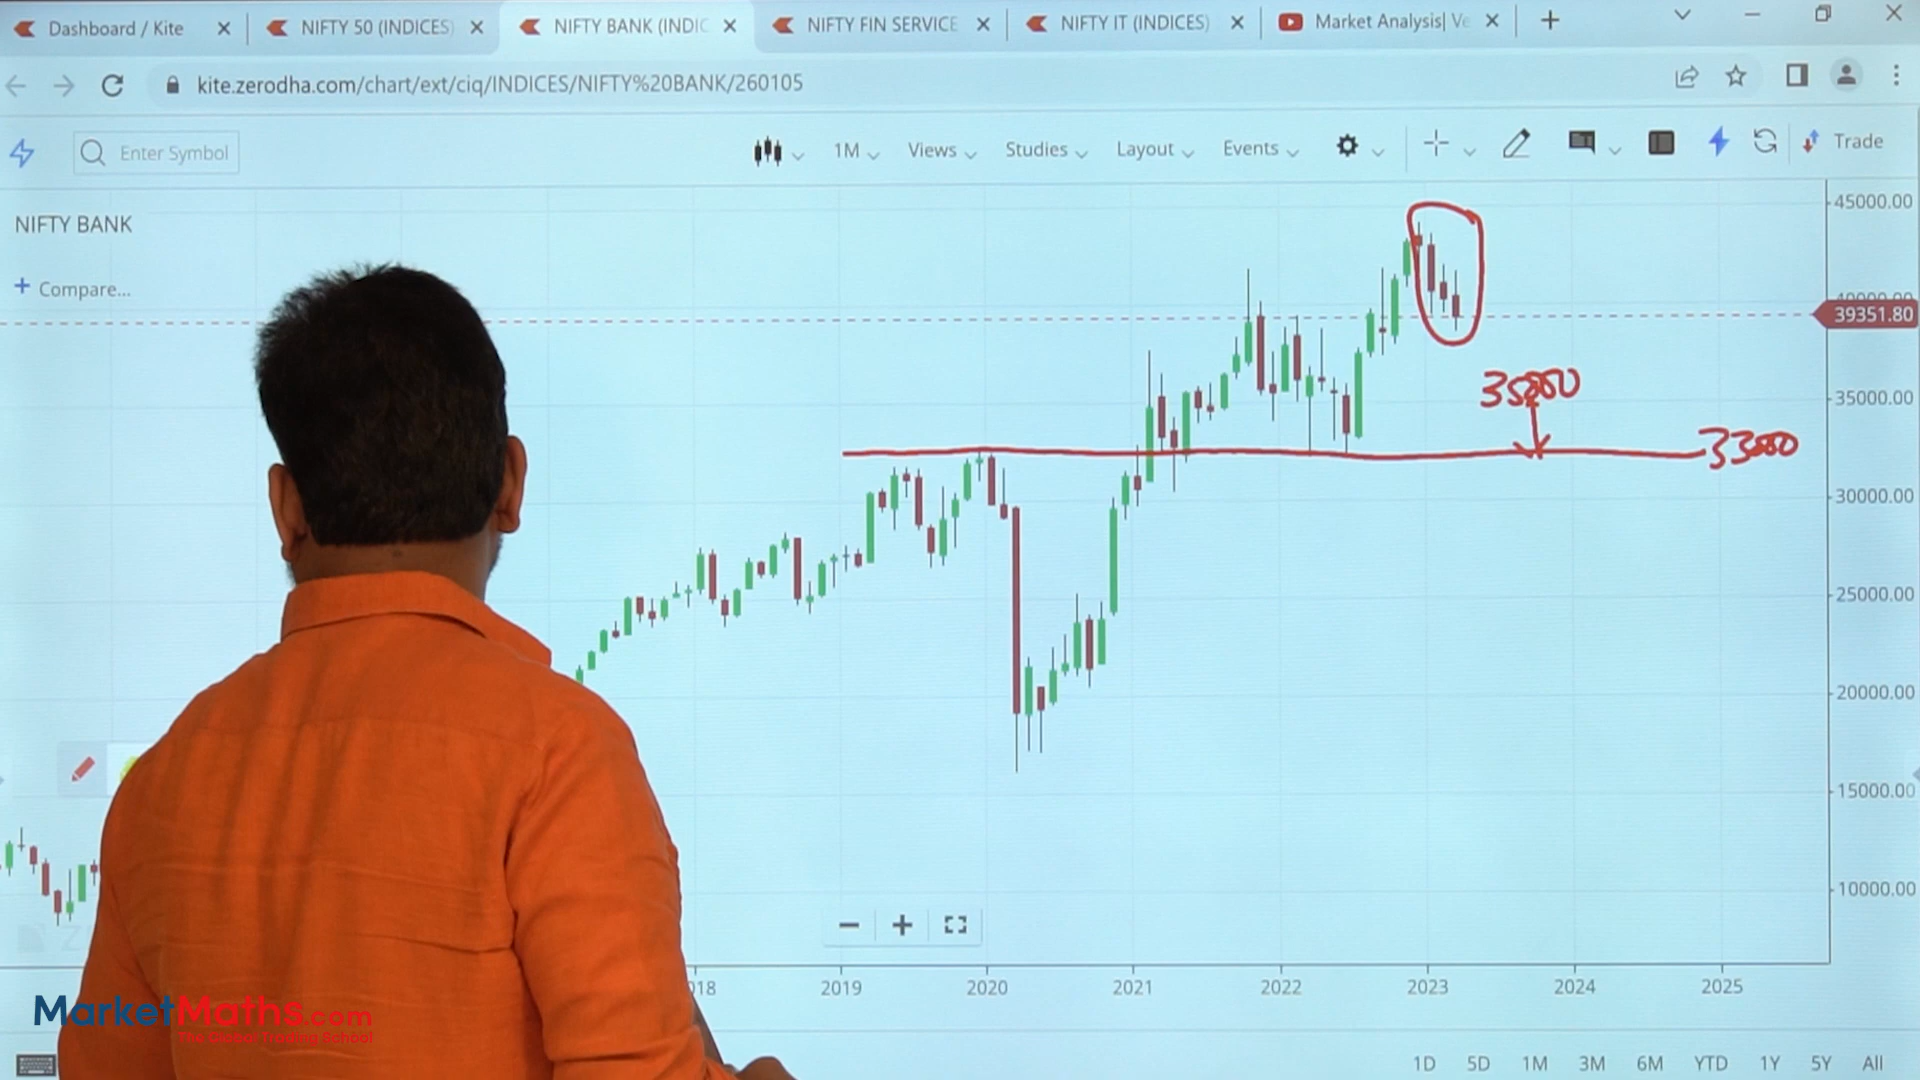 Dashboard / Kite
NIFTY 50 (INDICES)
NIFTY BANK (INDIC
NIFTY FIN SERVICE
NIFTY IT (INDICES)
Market Analysis| Ve
kite.zerodha.com/chart/ext/ciq/INDICES/NIFTY%20BANK/260105
Enter Symbol
1M
Views
Studies
Layout
Events
Trade
NIFTY BANK
+ Compare...
45000.00
40000.00
39351.80
35000.00
33000
30000.00
25000.00
20000.00
15000.00
10000.00
018
2019
2020
2021
2022
2023
2024
2025
MarketMaths.com
The Global Trading School
1D 5D 1M 3M 6M YTD 1Y 5Y All